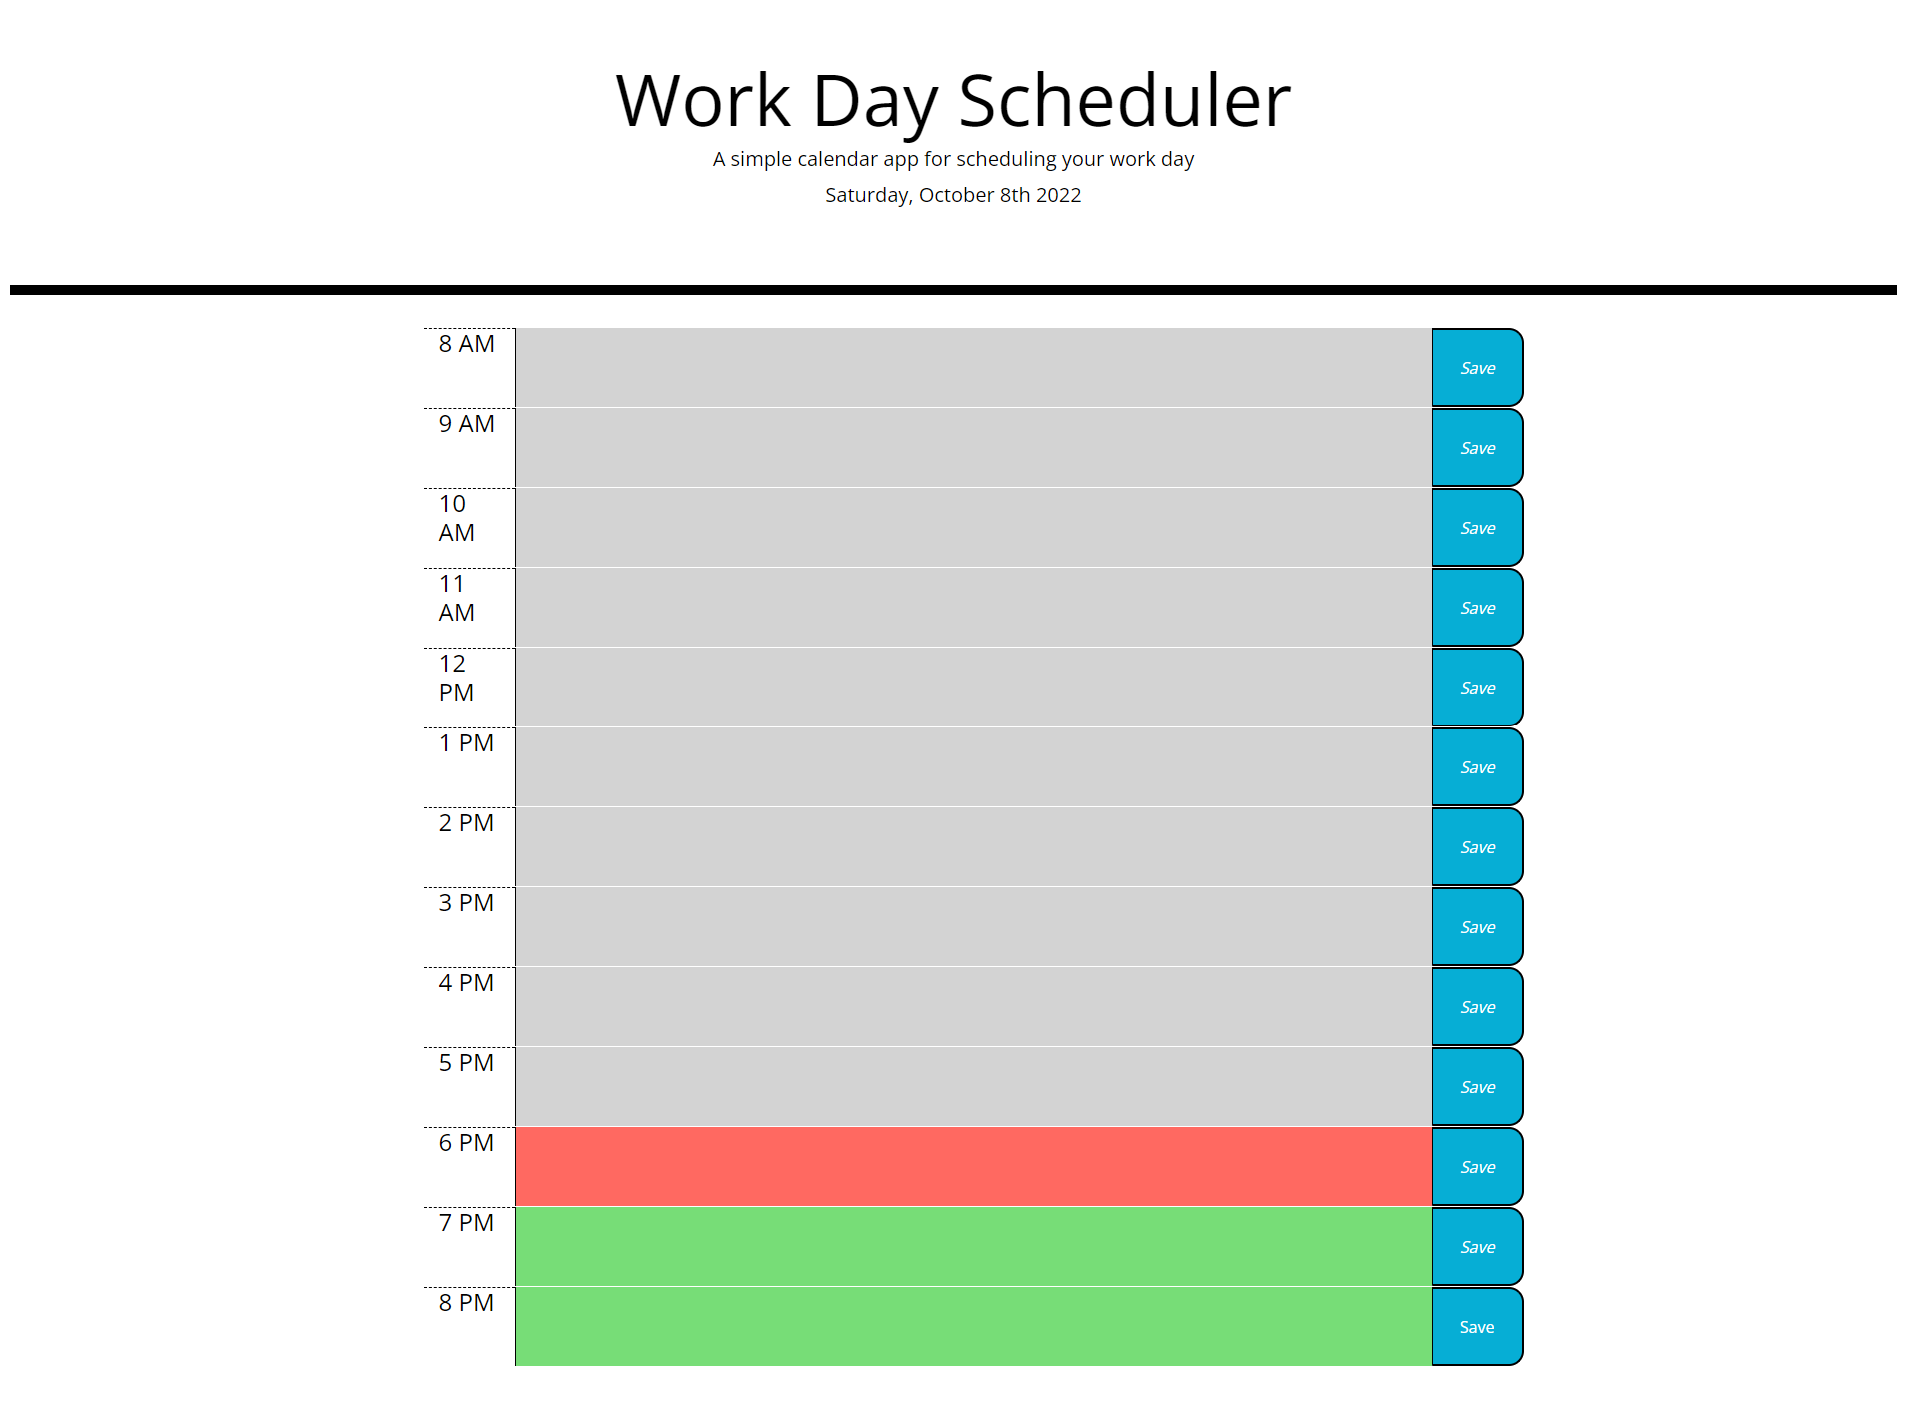 Work Day Scheduler
A simple calendar app for scheduling your work day
Saturday, October 8th 2022
8 AM
Save
9 AM
Save
10
AM
Save
11
AM
Save
12
PM
Save
1 PM
Save
2 PM
Save
3 PM
Save
4 PM
Save
5 PM
Save
6 PM
Save
7 PM
Save
8 PM
Save